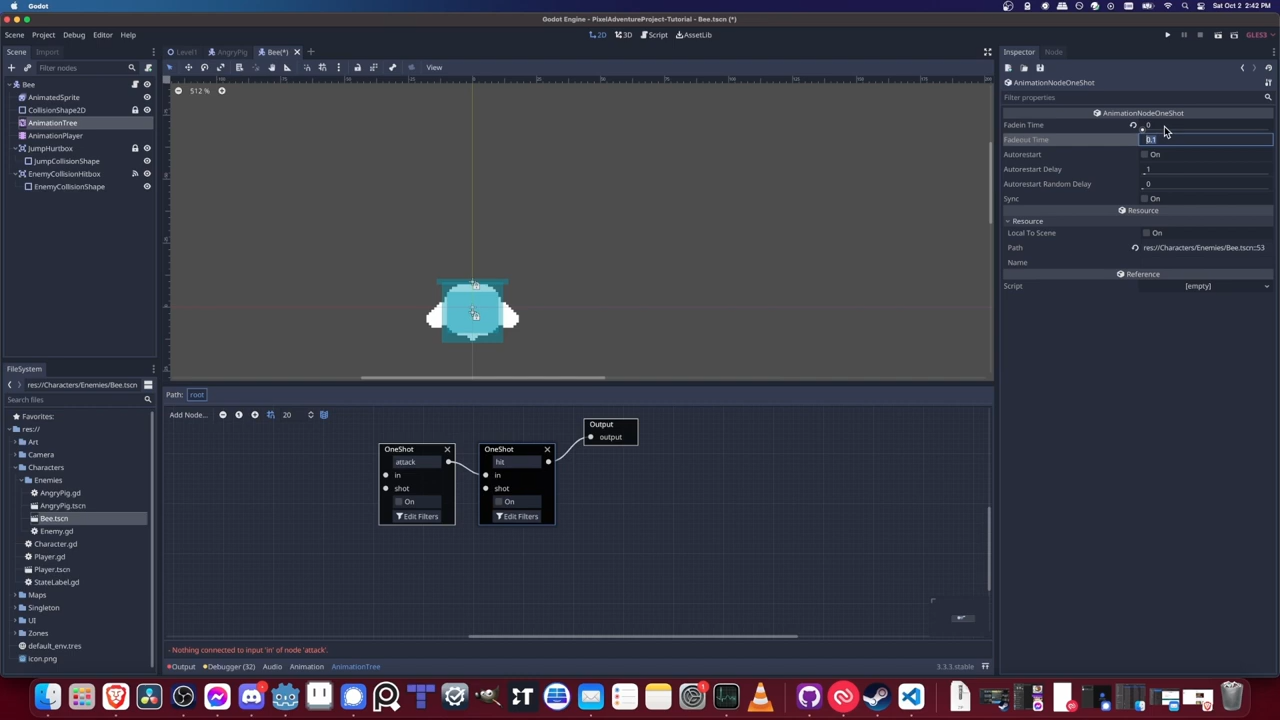 Godot
Sat Oct 2 2:42 PM
Godot Engine - PixelAdventureProject-Tutorial - Bee.tscn (*)
Scene Project Debug Editor Help
2D 3D Script AssetLib
GLES3
Scene Import
Level1 AngryPig Bee(*)
Inspector Node
Filter nodes
View
AnimationNodeOneShot
512 %
Filter properties
Bee
AnimatedSprite
CollisionShape2D
AnimationTree
AnimationPlayer
JumpHurtbox
JumpCollisionShape
EnemyCollisionHitbox
EnemyCollisionShape
AnimationNodeOneShot
Fadein Time 0
Fadeout Time 0.1
Autorestart On
Autorestart Delay 1
Autorestart Random Delay 0
Sync On
Resource
Resource
Local To Scene On
Path res://Characters/Enemies/Bee.tscn::53
Name
Reference
Script [empty]
FileSystem
res://Characters/Enemies/Bee.tscn
Search files
Favorites:
res://
Art
Camera
Characters
Enemies
AngryPig.gd
AngryPig.tscn
Bee.tscn
Enemy.gd
Character.gd
Player.gd
Player.tscn
StateLabel.gd
Maps
Singleton
UI
Zones
default_env.tres
icon.png
Path: root
Add Node... 20
Output
output
OneShot
attack
in
shot
On
Edit Filters
OneShot
hit
in
shot
On
Edit Filters
- Nothing connected to input 'in' of node 'attack'.
Output Debugger (32) Audio Animation AnimationTree
3.3.3.stable